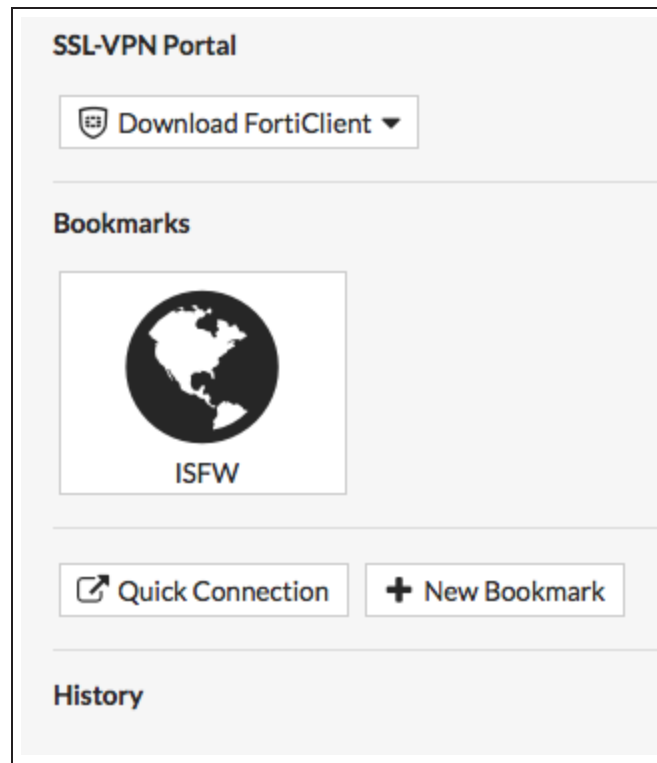 SSL-VPN Portal
Download FortiClient
Bookmarks
ISFW
Quick Connection
New Bookmark
History